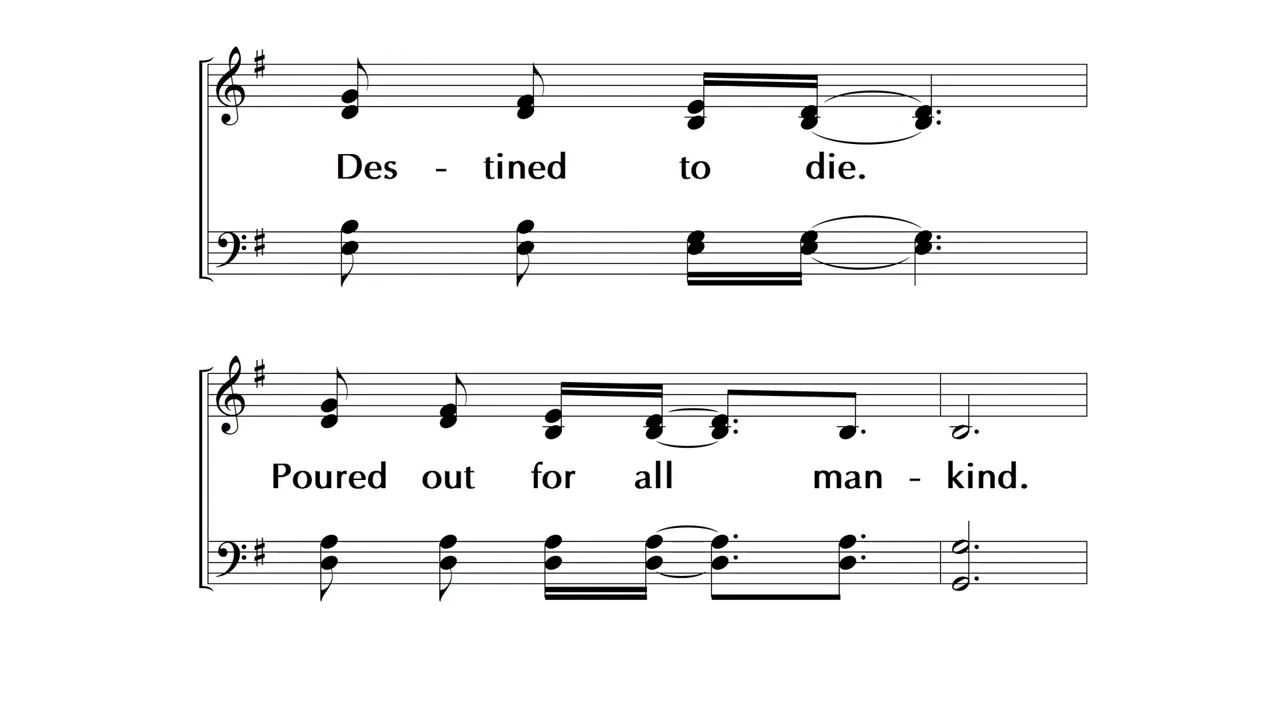 Des - tined to die.
Poured out for all man - kind.